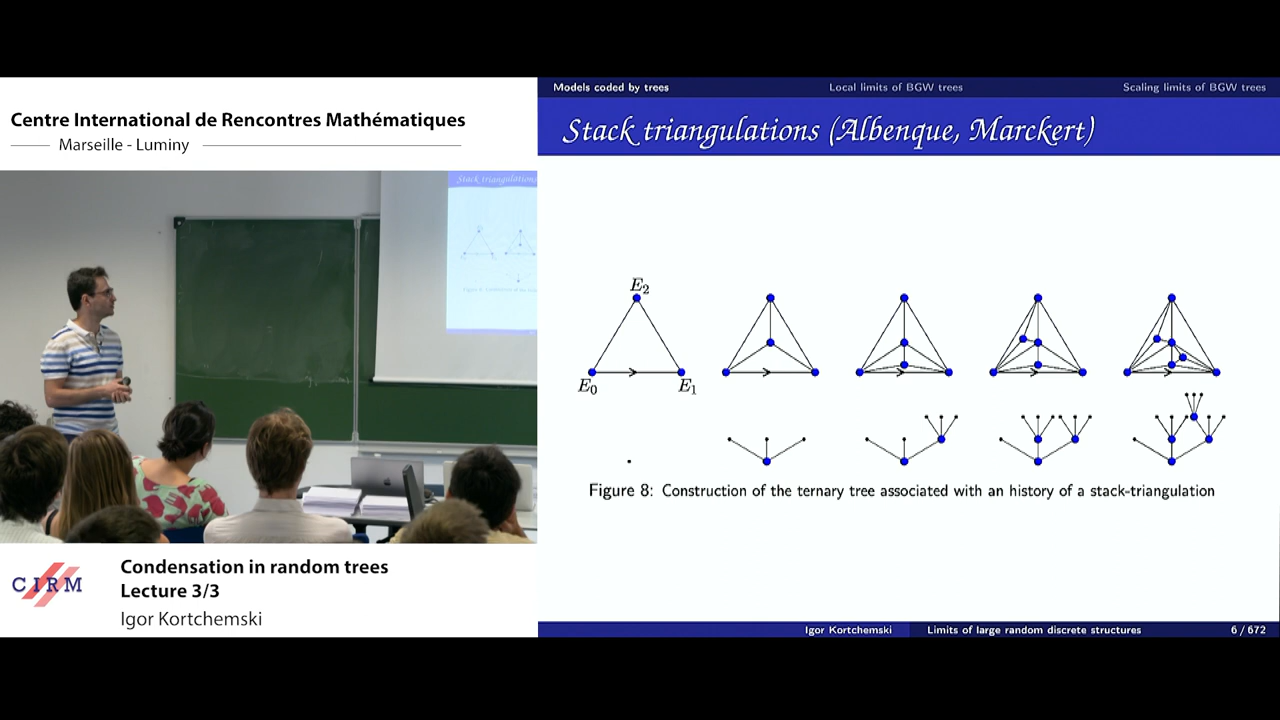 Centre International de Rencontres Mathématiques
Marseille - Luminy
Models coded by trees
Local limits of BGW trees
Scaling limits of BGW trees
Stack triangulations (Albenque, Marckert)
Stack triangulations
E2
E0
E1
Figure 8: Construction of the ternary tree associated with an history of a stack-triangulation
CIRM
Condensation in random trees
Lecture 3/3
Igor Kortchemski
Igor Kortchemski
Limits of large random discrete structures
6 / 672